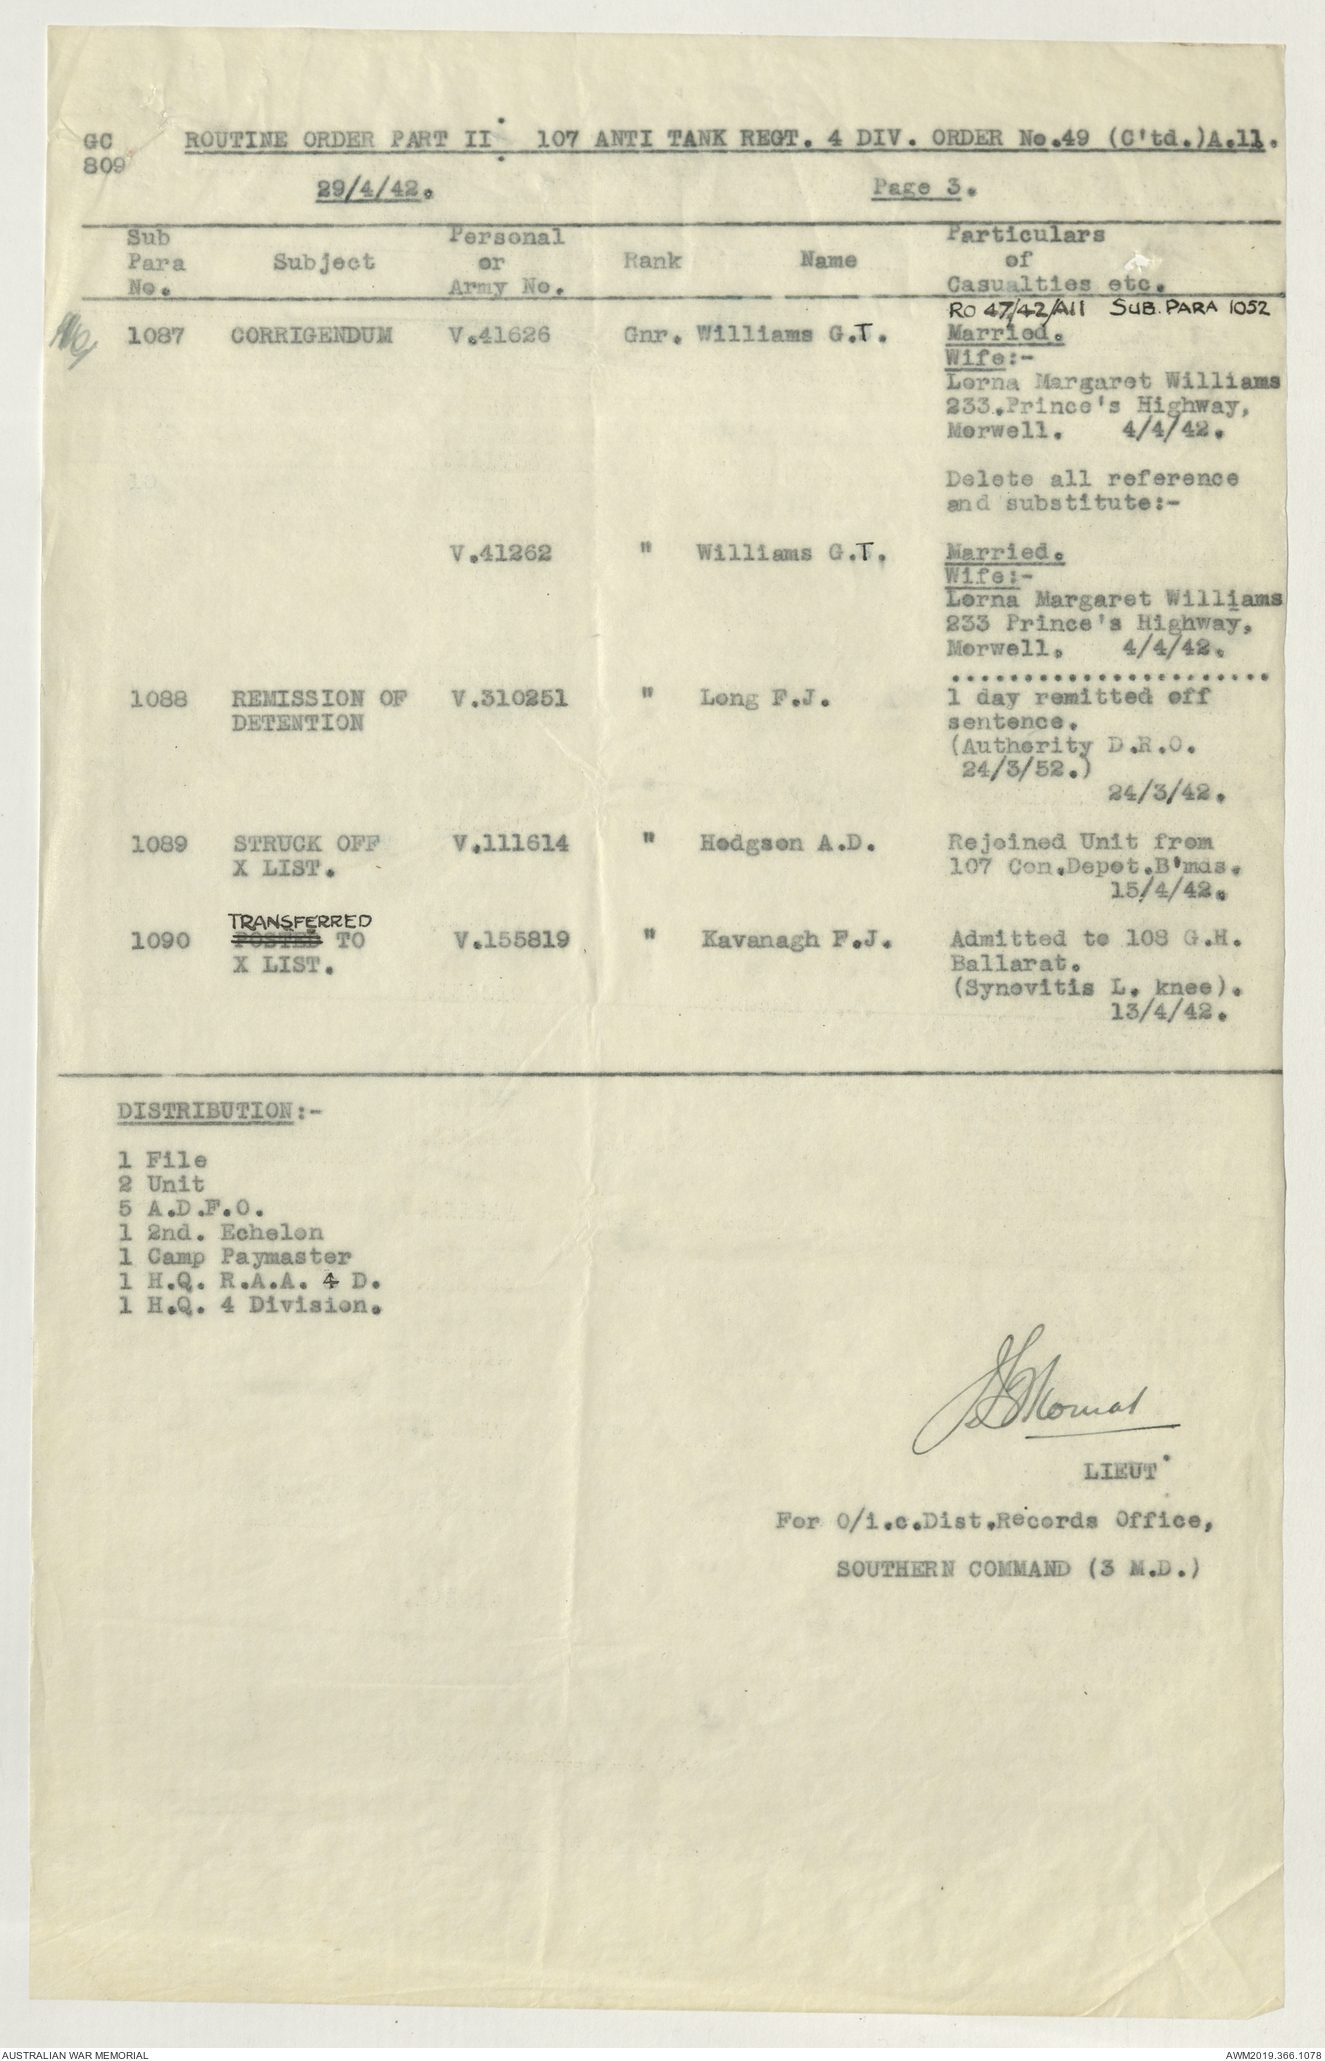 GC ROUTINE ORDER PART II: 107 ANTI TANK REGT. 4 DIV. ORDER No.49 (C'td.)A.11.
809
29/4/42. Page 3.
Sub Personal Particulars
Para Subject or Rank Name of
No. Army No. Casualties etc.
RO 47/42/A11 SUB. PARA 1052
1087 CORRIGENDUM V.41626 Gnr. Williams G.T. Married.
Wife:-
Lorna Margaret Williams
233.Prince's Highway,
Morwell. 4/4/42.
Delete all reference
and substitute:-
V.41262 " Williams G.T. Married.
Wife:-
Lorna Margaret Williams
233 Prince's Highway,
Morwell. 4/4/42.
......................
1088 REMISSION OF V.310251 " Long F.J. 1 day remitted off
DETENTION sentence.
(Authority D.R.O.
24/3/52.)
24/3/42.
1089 STRUCK OFF V.111614 " Hodgson A.D. Rejoined Unit from
X LIST. 107 Con.Depot.B'mds.
15/4/42.
TRANSFERRED
1090 POSTED TO V.155819 " Kavanagh F.J. Admitted to 108 G.H.
X LIST. Ballarat.
(Synovitis L. knee).
13/4/42.
DISTRIBUTION:-
1 File
2 Unit
5 A.D.F.O.
1 2nd. Echelon
1 Camp Paymaster
1 H.Q. R.A.A. 4 D.
1 H.Q. 4 Division.
LIEUT.
For O/i.c.Dist.Records Office,
SOUTHERN COMMAND (3 M.D.)
AUSTRALIAN WAR MEMORIAL AWM2019.366.1078